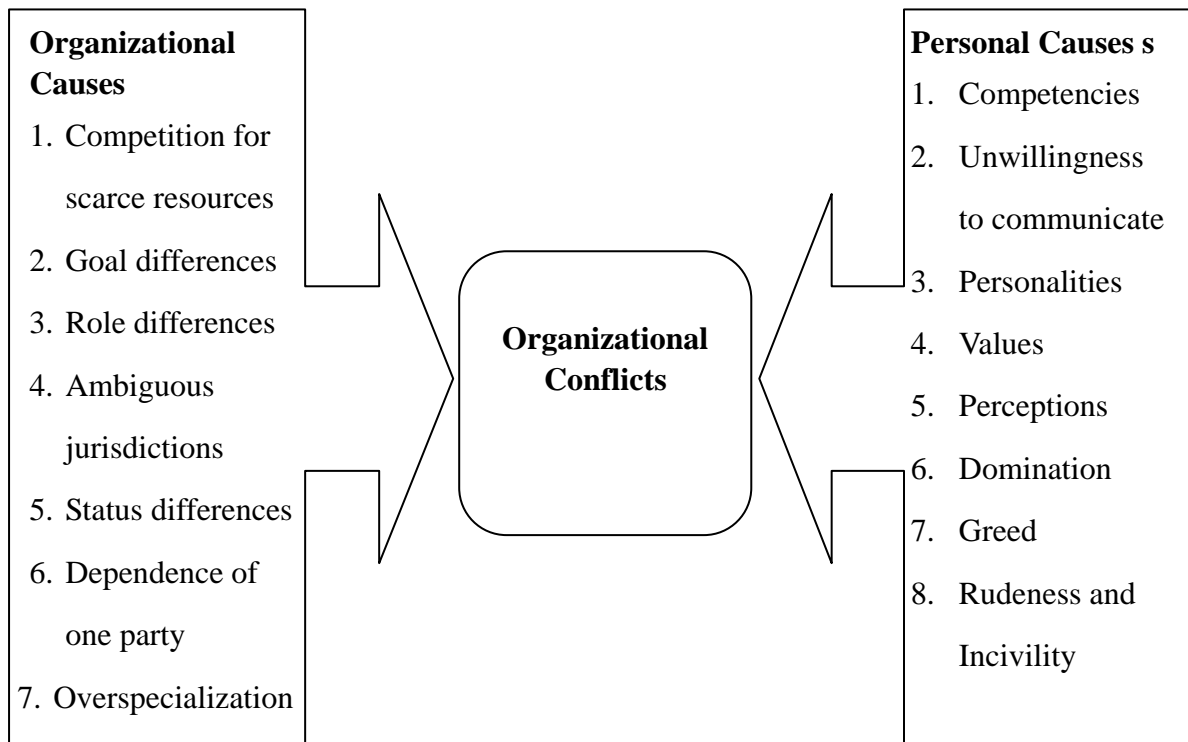 Organizational
Causes
1. Competition for
scarce resources
2. Goal differences
3. Role differences
4. Ambiguous
jurisdictions
5. Status differences
6. Dependence of
one party
7. Overspecialization
Organizational
Conflicts
Personal Causes s
1. Competencies
2. Unwillingness
to communicate
3. Personalities
4. Values
5. Perceptions
6. Domination
7. Greed
8. Rudeness and
Incivility